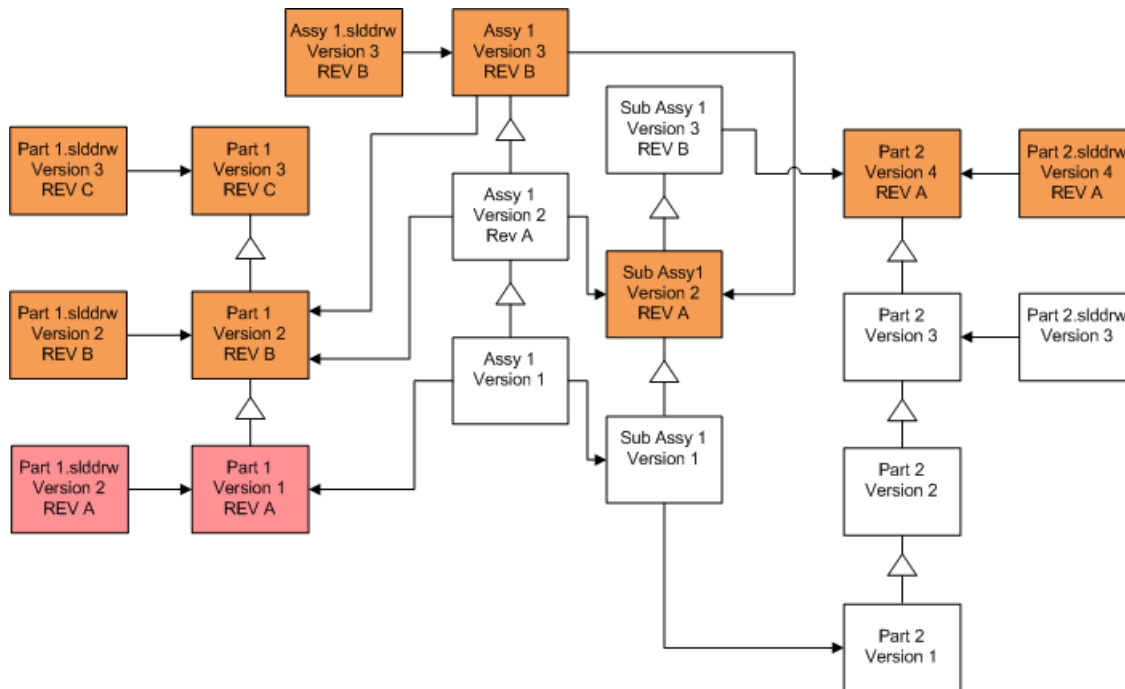 Assy 1.slddrw
Version 3
REV B
Assy 1
Version 3
REV B
Sub Assy 1
Version 3
REV B
Part 1.slddrw
Version 3
REV C
Part 1
Version 3
REV C
Part 2
Version 4
REV A
Part 2.slddrw
Version 4
REV A
Assy 1
Version 2
Rev A
Sub Assy1
Version 2
REV A
Part 1.slddrw
Version 2
REV B
Part 1
Version 2
REV B
Part 2
Version 3
Part 2.slddrw
Version 3
Assy 1
Version 1
Sub Assy 1
Version 1
Part 1.slddrw
Version 2
REV A
Part 1
Version 1
REV A
Part 2
Version 2
Part 2
Version 1